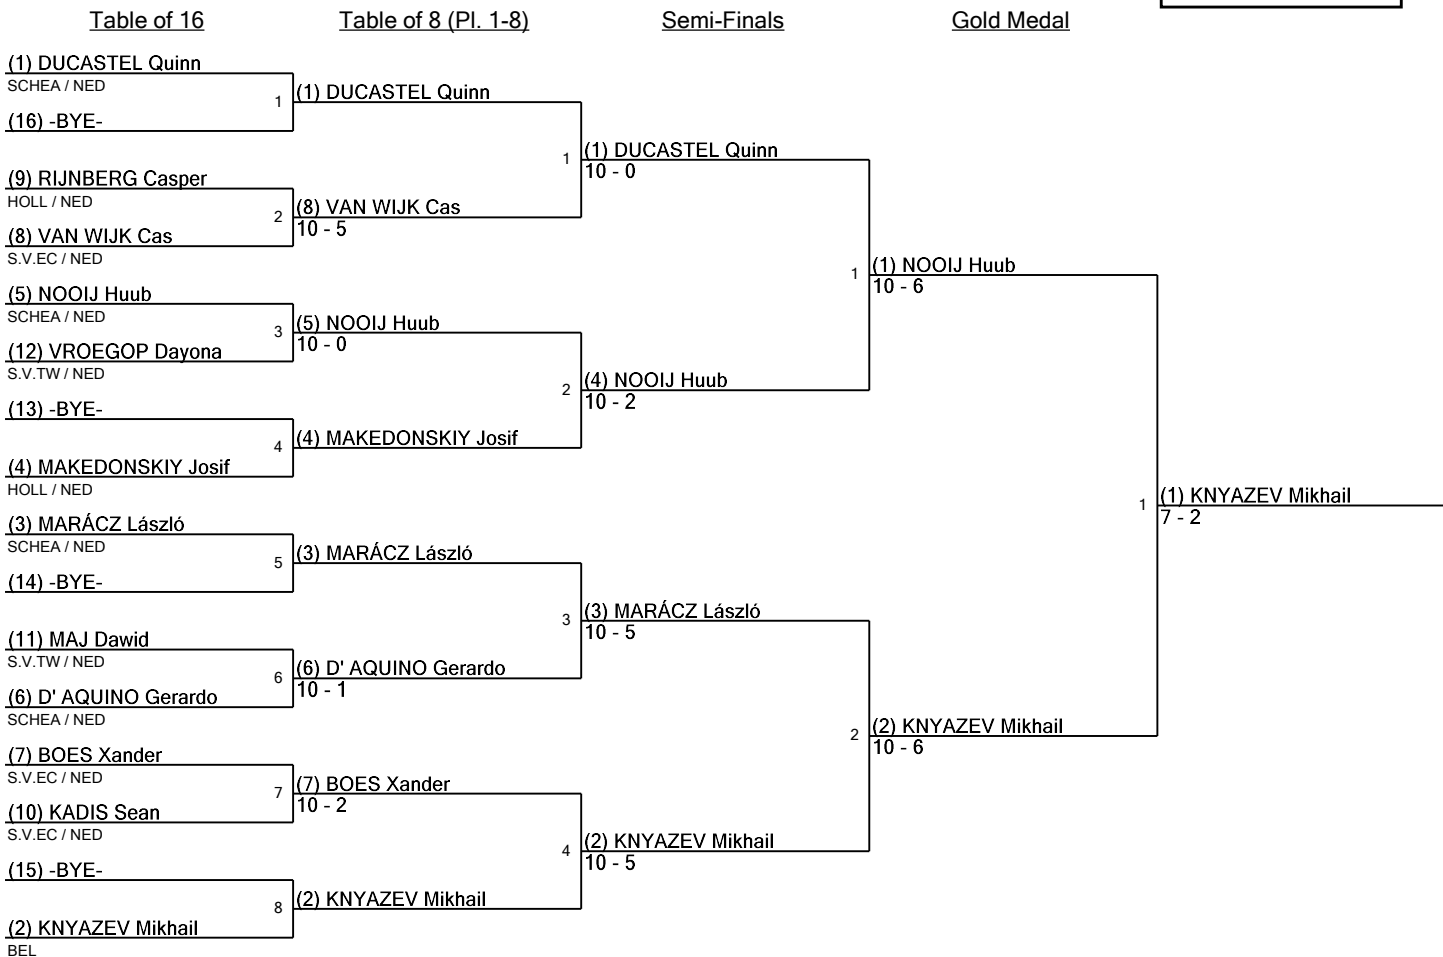 Table of 16
Table of 8 (Pl. 1-8)
Semi-Finals
Gold Medal
(1) DUCASTEL Quinn
SCHEA / NED
(16) -BYE-
(9) RIJNBERG Casper
HOLL / NED
(8) VAN WIJK Cas
S.V.EC / NED
(5) NOOIJ Huub
SCHEA / NED
(12) VROEGOP Dayona
S.V.TW / NED
(13) -BYE-
(4) MAKEDONSKIY Josif
HOLL / NED
(3) MARÁCZ László
SCHEA / NED
(14) -BYE-
(11) MAJ Dawid
S.V.TW / NED
(6) D' AQUINO Gerardo
SCHEA / NED
(7) BOES Xander
S.V.EC / NED
(10) KADIS Sean
S.V.EC / NED
(15) -BYE-
(2) KNYAZEV Mikhail
BEL
1
(1) DUCASTEL Quinn
2
(8) VAN WIJK Cas
10 - 5
3
(5) NOOIJ Huub
10 - 0
4
(4) MAKEDONSKIY Josif
5
(3) MARÁCZ László
6
(6) D' AQUINO Gerardo
10 - 1
7
(7) BOES Xander
10 - 2
8
(2) KNYAZEV Mikhail
1
(1) DUCASTEL Quinn
10 - 0
2
(4) NOOIJ Huub
10 - 2
3
(3) MARÁCZ László
10 - 5
4
(2) KNYAZEV Mikhail
10 - 5
1
(1) NOOIJ Huub
10 - 6
2
(2) KNYAZEV Mikhail
10 - 6
1
(1) KNYAZEV Mikhail
7 - 2